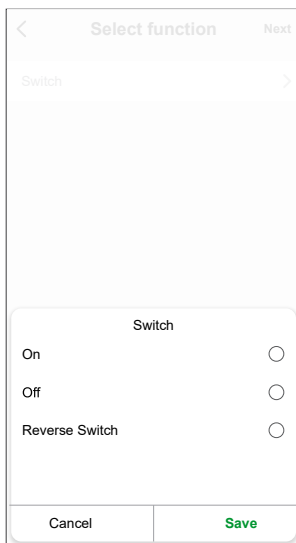 Select function Next
Switch
Switch
On
Off
Reverse Switch
Cancel Save